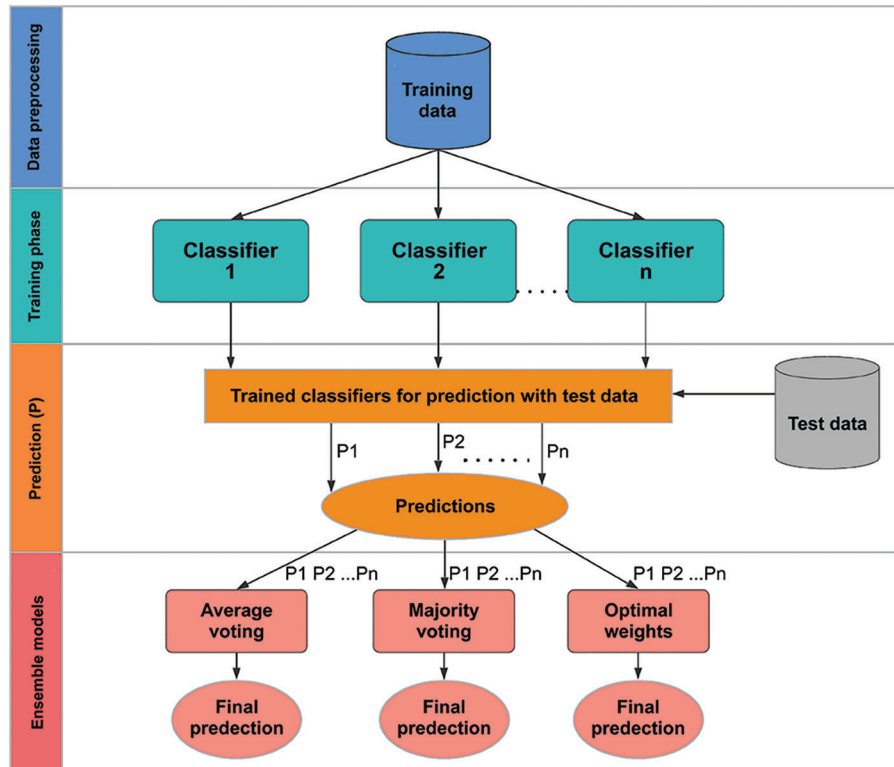 Data preprocessing
Training
data
Training phase
Classifier
1
Classifier
2
Classifier
n
Prediction (P)
Trained classifiers for prediction with test data
Test data
P1
P2
Pn
Predictions
Ensemble models
P1 P2 ...Pn
P1 P2 ...Pn
P1 P2 ...Pn
Average
voting
Majority
voting
Optimal
weights
Final
predection
Final
predection
Final
predection